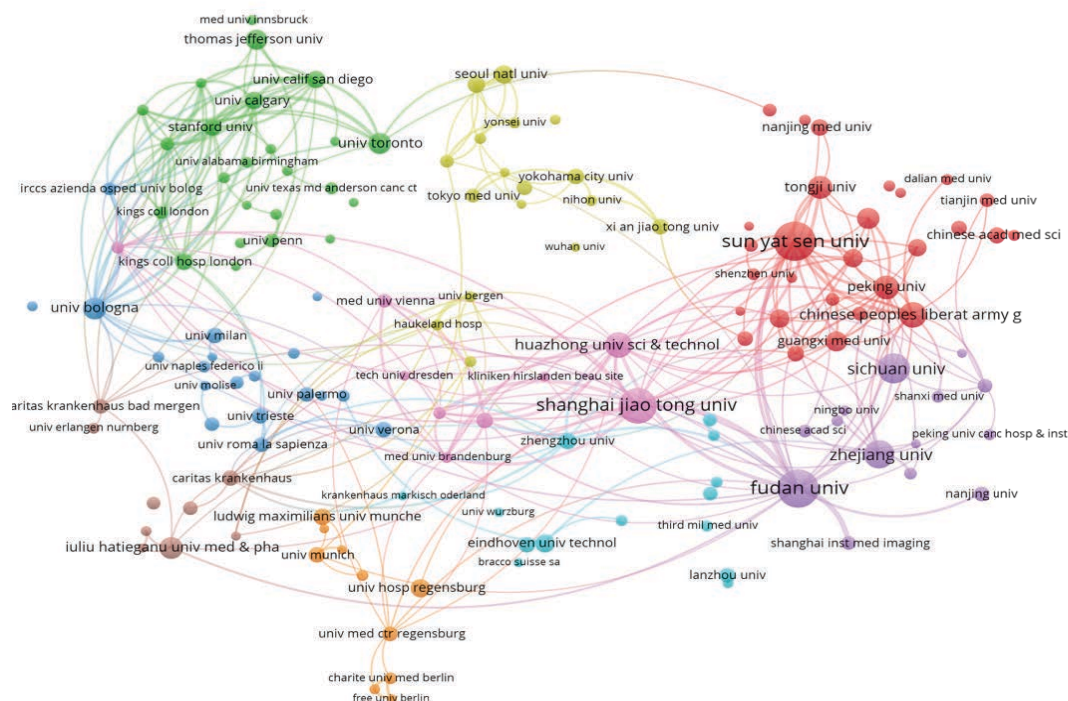 med univ innsbruck
thomas jefferson univ
univ calif san diego
seoul natl univ
univ calgary
stanford univ
yonsei univ
nanjing med univ
univ toronto
univ alabama birmingham
dalian med univ
irccs azienda osped univ bolog
univ texas md anderson canc ct
yokohama city univ
tongji univ
tokyo med univ
nihon univ
tianjin med univ
kings coll london
xi an jiao tong univ
chinese acad med sci
univ penn
sun yat sen univ
wuhan univ
kings coll hosp london
shenzhen univ
peking univ
med univ vienna
univ bergen
univ bologna
chinese peoples liberat army g
haukeland hosp
univ milan
guangxi med univ
huazhong univ sci & technol
univ naples federico li
sichuan univ
tech univ dresden
kliniken hirslanden beau site
univ molise
univ palermo
shanxi med univ
caritas krankenhaus bad mergen
shanghai jiao tong univ
univ trieste
ningbo univ
univ erlangen nurnberg
univ verona
chinese acad sci
peking univ canc hosp & inst
univ roma la sapienza
zhengzhou univ
med univ brandenburg
zhejiang univ
caritas krankenhaus
fudan univ
krankenhaus markisch oderland
nanjing univ
univ wurzburg
ludwig maximilians univ munche
third mil med univ
iuliu hatieganu univ med & pha
eindhoven univ technol
shanghai inst med imaging
univ munich
bracco suisse sa
lanzhou univ
univ hosp regensburg
univ med ctr regensburg
charite univ med berlin
free univ berlin